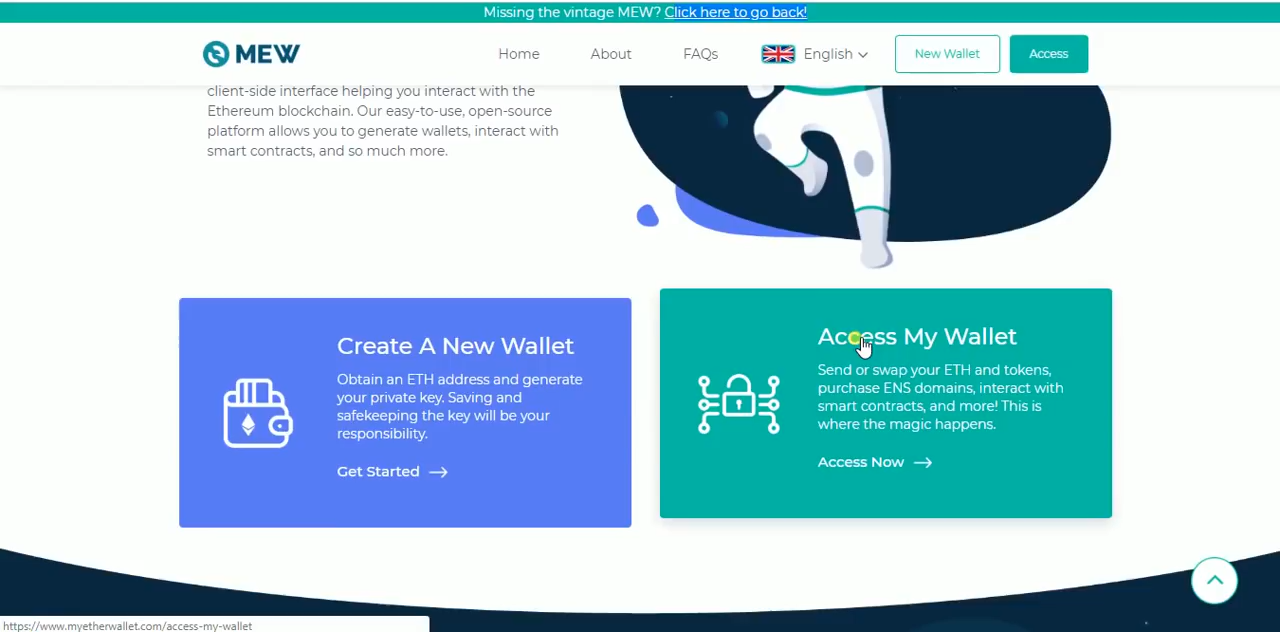 Missing the vintage MEW? Click here to go back!
MEW
Home
About
FAQs
English
New Wallet
Access
client-side interface helping you interact with the
Ethereum blockchain. Our easy-to-use, open-source
platform allows you to generate wallets, interact with
smart contracts, and so much more.
Create A New Wallet
Obtain an ETH address and generate
your private key. Saving and
safekeeping the key will be your
responsibility.
Get Started
Access My Wallet
Send or swap your ETH and tokens,
purchase ENS domains, interact with
smart contracts, and more! This is
where the magic happens.
Access Now
https://www.myetherwallet.com/access-my-wallet